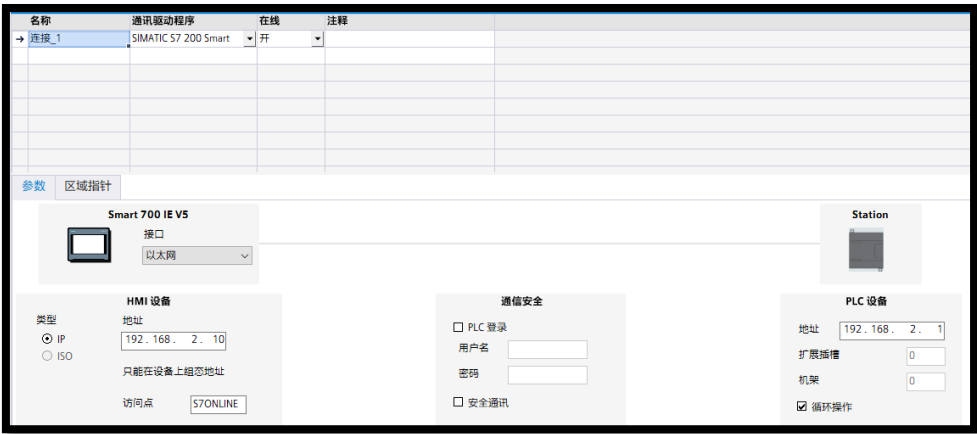 名称 通讯驱动程序 在线 注释
连接_1 SIMATIC S7 200 Smart 开
参数 区域指针
Smart 700 IE V5 Station
接口
以太网
HMI 设备 通信安全 PLC 设备
类型 地址 PLC 登录 地址 192.168. 2. 1
IP 192.168. 2. 10 用户名 扩展插槽 0
ISO
只能在设备上组态地址 密码 机架 0
访问点 S7ONLINE 安全通讯 循环操作